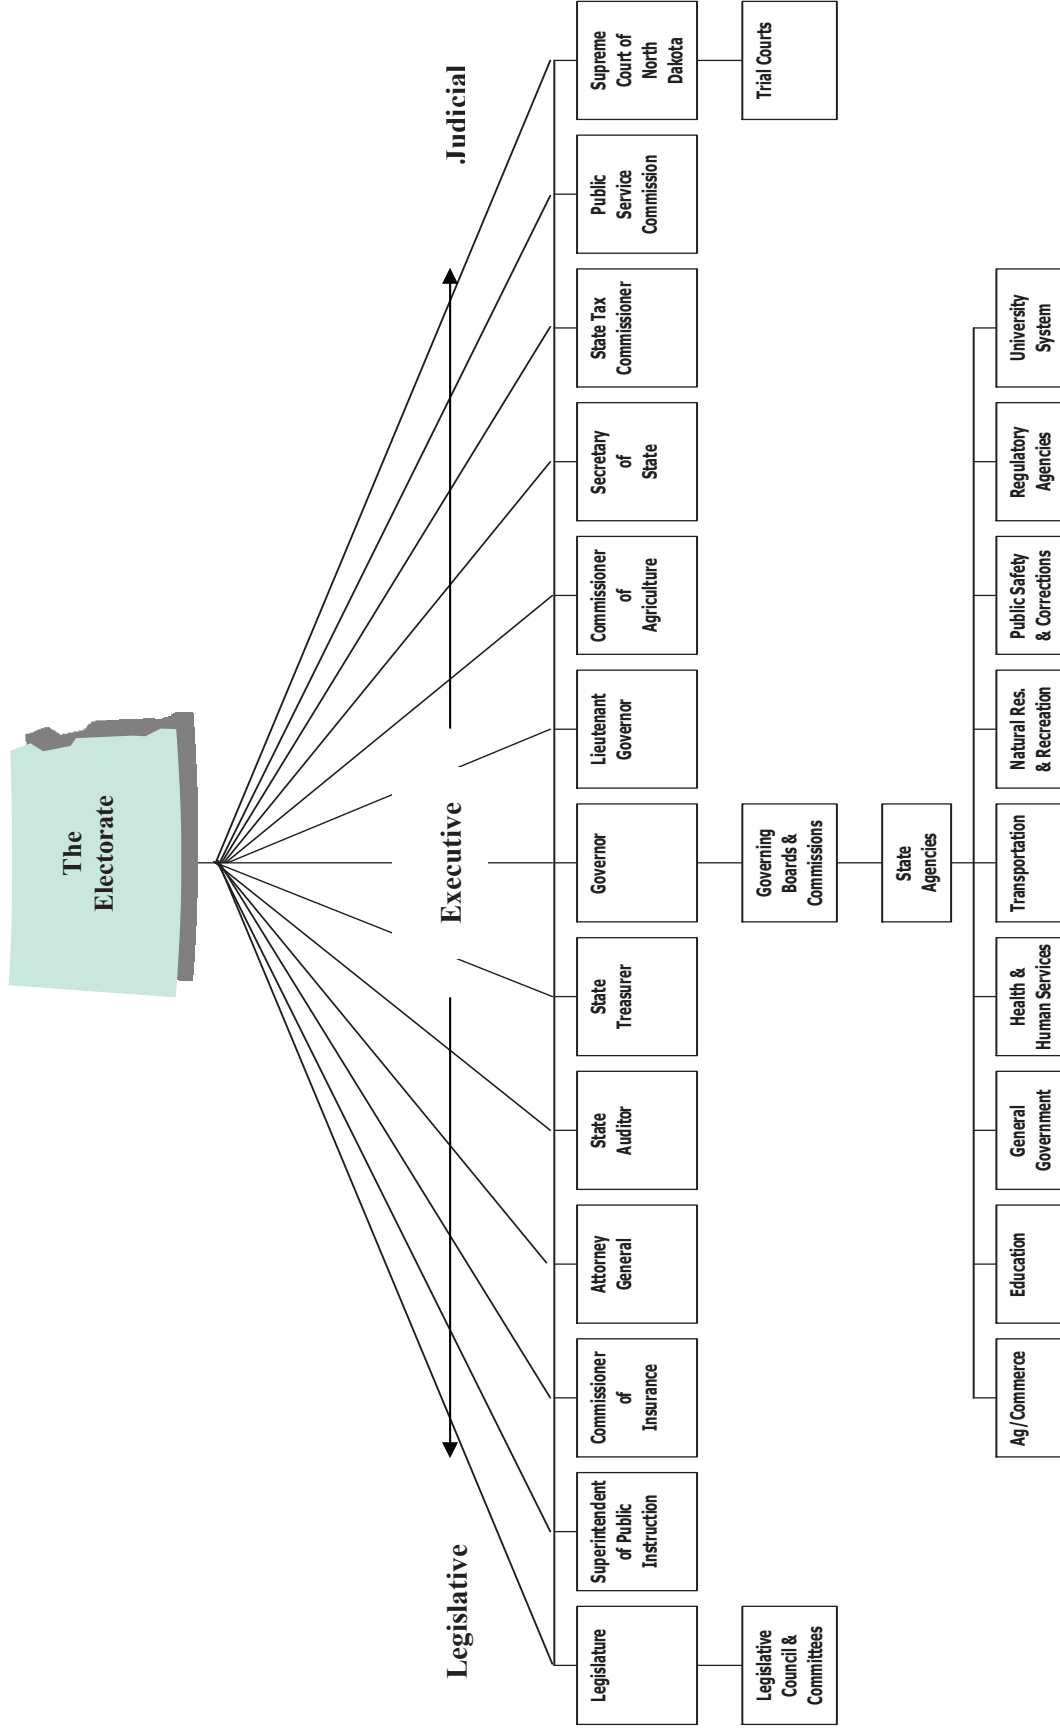 The
Electorate
Legislative
Executive
Judicial
Legislature
Superintendent
of Public
Instruction
Commissioner
of
Insurance
Attorney
General
State
Auditor
State
Treasurer
Governor
Lieutenant
Governor
Commissioner
of
Agriculture
Secretary
of
State
State Tax
Commissioner
Public
Service
Commission
Supreme
Court of
North
Dakota
Legislative
Council &
Committees
Governing
Boards &
Commissions
Trial Courts
State
Agencies
Ag/Commerce
Education
General
Government
Health &
Human Services
Transportation
Natural Res.
& Recreation
Public Safety
& Corrections
Regulatory
Agencies
University
System